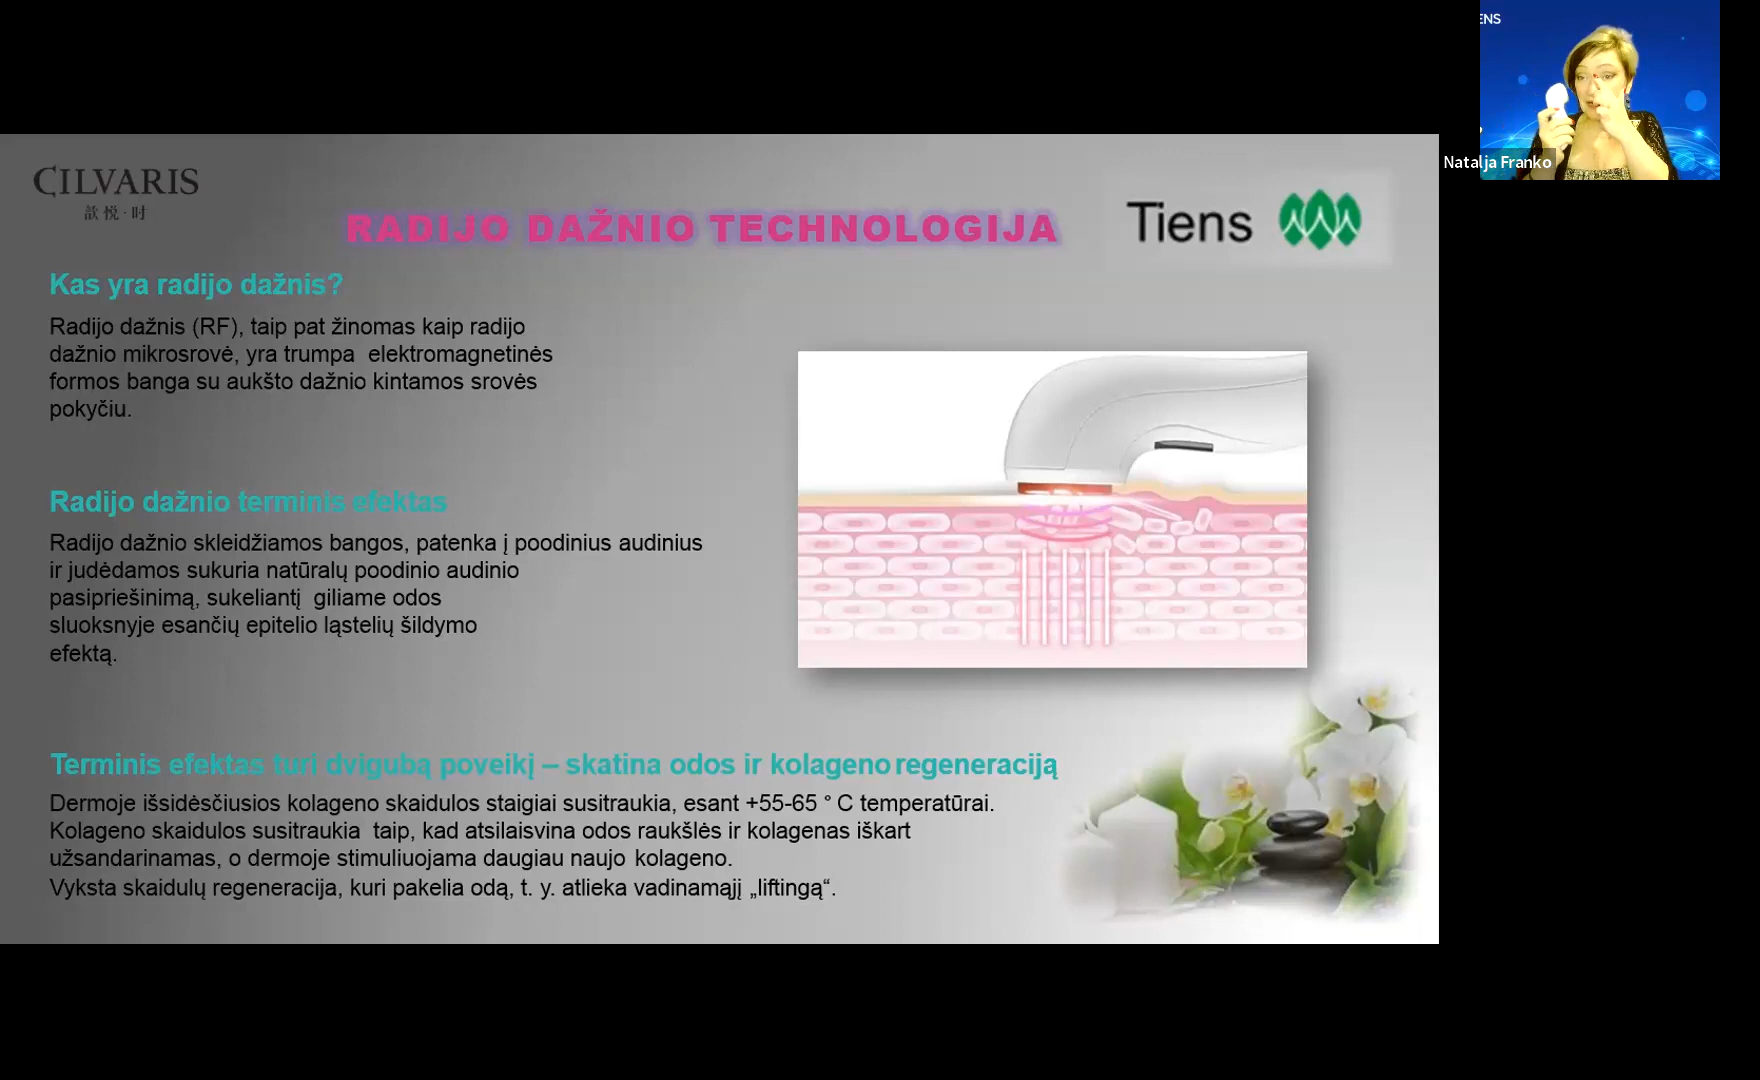 ENS
Natalja Franko
CILVARIS
歆悦·时
RADIJO DAŽNIO TECHNOLOGIJA
Tiens
Kas yra radijo dažnis?
Radijo dažnis (RF), taip pat žinomas kaip radijo
dažnio mikrosrovė, yra trumpa elektromagnetinės
formos banga su aukšto dažnio kintamos srovės
pokyčiu.
Radijo dažnio terminis efektas
Radijo dažnio skleidžiamos bangos, patenka į poodinius audinius
ir judėdamos sukuria natūralų poodinio audinio
pasipriešinimą, sukeliantį giliame odos
sluoksnyje esančių epitelio ląstelių šildymo
efektą.
Terminis efektas turi dvigubą poveikį – skatina odos ir kolageno regeneraciją
Dermoje išsidėsčiusios kolageno skaidulos staigiai susitraukia, esant +55-65 ° C temperatūrai.
Kolageno skaidulos susitraukia taip, kad atsilaisvina odos raukšlės ir kolagenas iškart
užsandarinamas, o dermoje stimuliuojama daugiau naujo kolageno.
Vyksta skaidulų regeneracija, kuri pakelia odą, t. y. atlieka vadinamąjį „liftingą“.